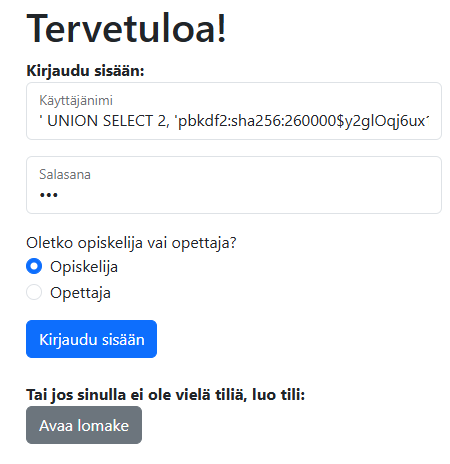 Tervetuloa!
Kirjaudu sisään:
Käyttäjänimi
' UNION SELECT 2, 'pbkdf2:sha256:260000$y2glOqj6ux
Salasana
•••
Oletko opiskelija vai opettaja?
Opiskelija
Opettaja
Kirjaudu sisään
Tai jos sinulla ei ole vielä tiliä, luo tili:
Avaa lomake